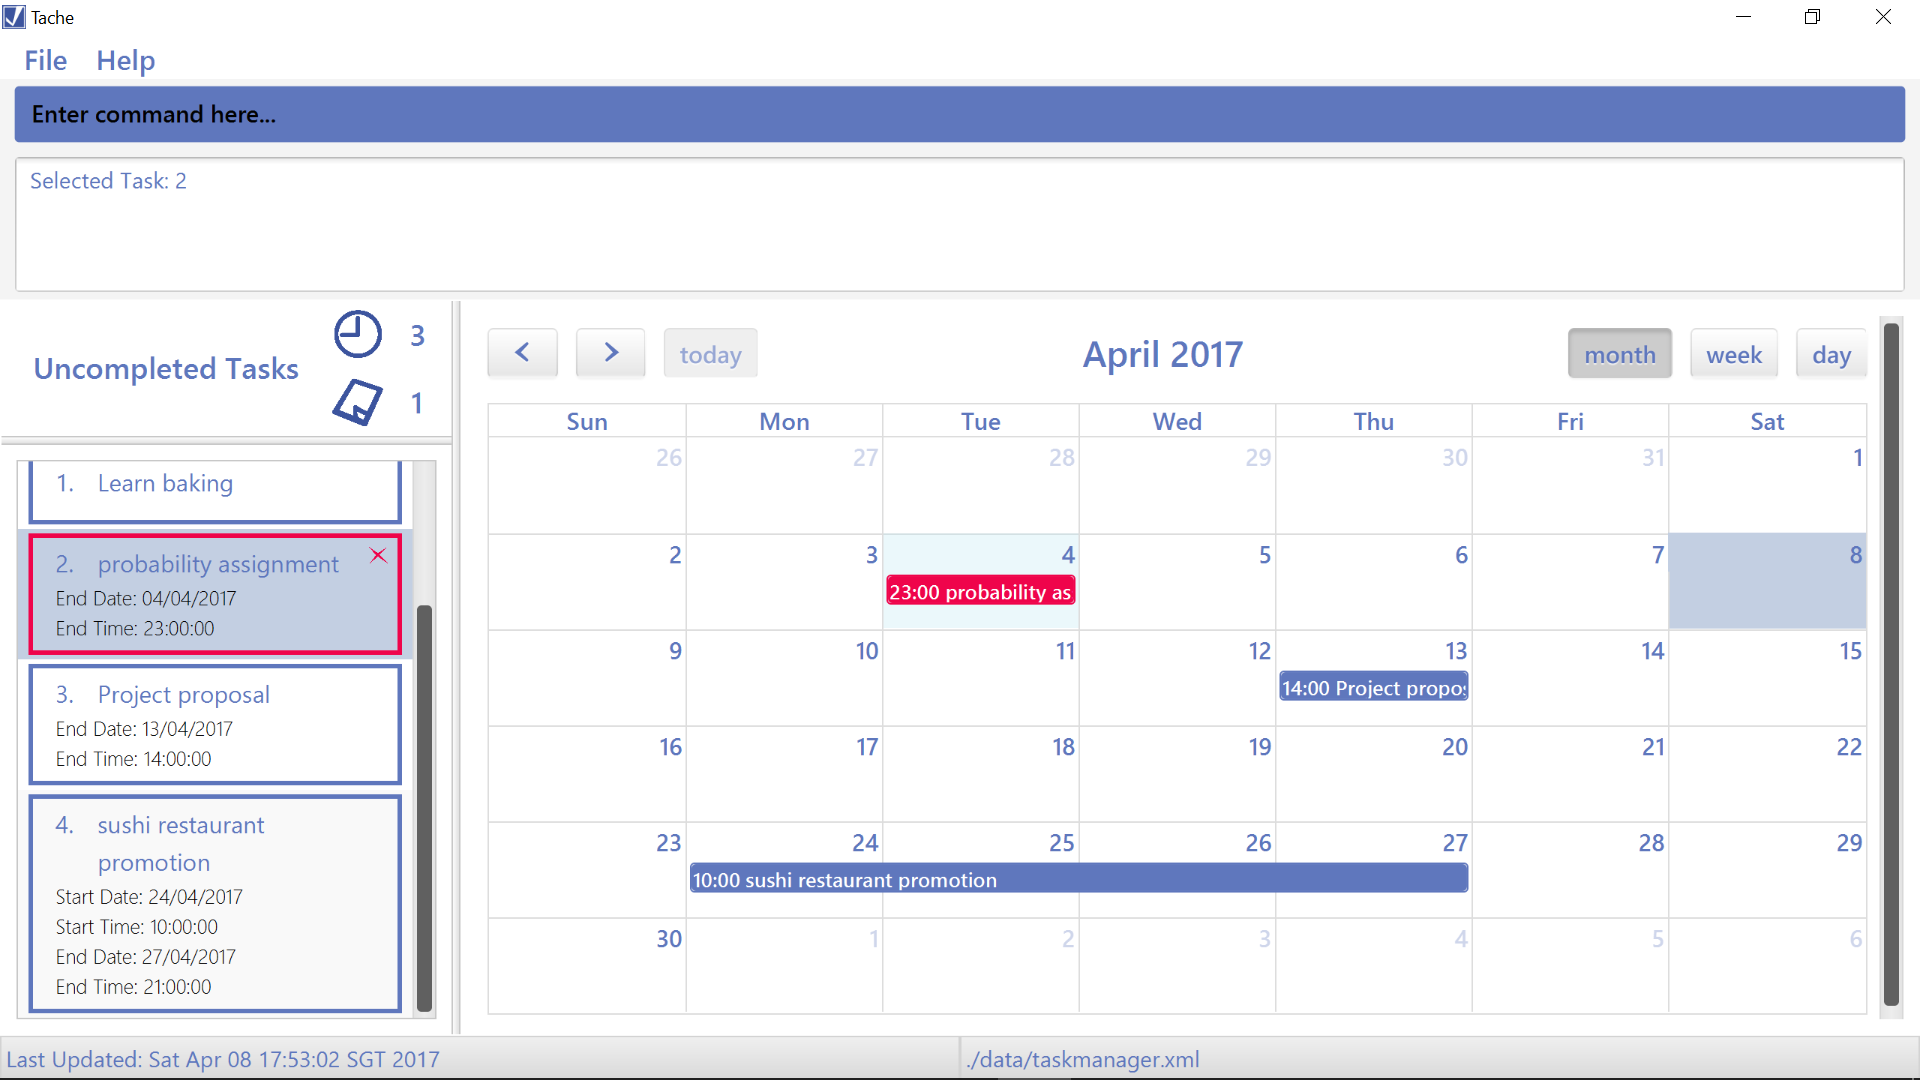 Tache
File Help
Enter command here...
Selected Task: 2
Uncompleted Tasks
3
1
1. Learn baking
2. probability assignment
End Date: 04/04/2017
End Time: 23:00:00
3. Project proposal
End Date: 13/04/2017
End Time: 14:00:00
4. sushi restaurant
promotion
Start Date: 24/04/2017
Start Time: 10:00:00
End Date: 27/04/2017
End Time: 21:00:00
today April 2017 month week day
Sun Mon Tue Wed Thu Fri Sat
26 27 28 29 30 31 1
2 3 4 5 6 7 8
23:00 probability as
9 10 11 12 13 14 15
14:00 Project propo
16 17 18 19 20 21 22
23 24 25 26 27 28 29
10:00 sushi restaurant promotion
30 1 2 3 4 5 6
Last Updated: Sat Apr 08 17:53:02 SGT 2017
./data/taskmanager.xml